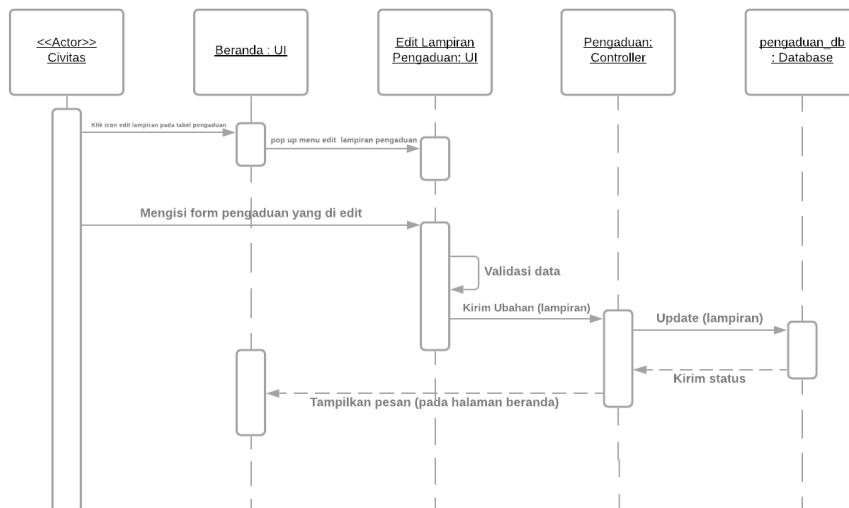 <<Actor>>
Civitas
Beranda : UI
Edit Lampiran
Pengaduan: UI
Pengaduan:
Controller
pengaduan_db
: Database
Klik icon edit lampiran pada tabel pengaduan
pop up menu edit lampiran pengaduan
Mengisi form pengaduan yang di edit
Validasi data
Kirim Ubahan (lampiran)
Update (lampiran)
Kirim status
Tampilkan pesan (pada halaman beranda)